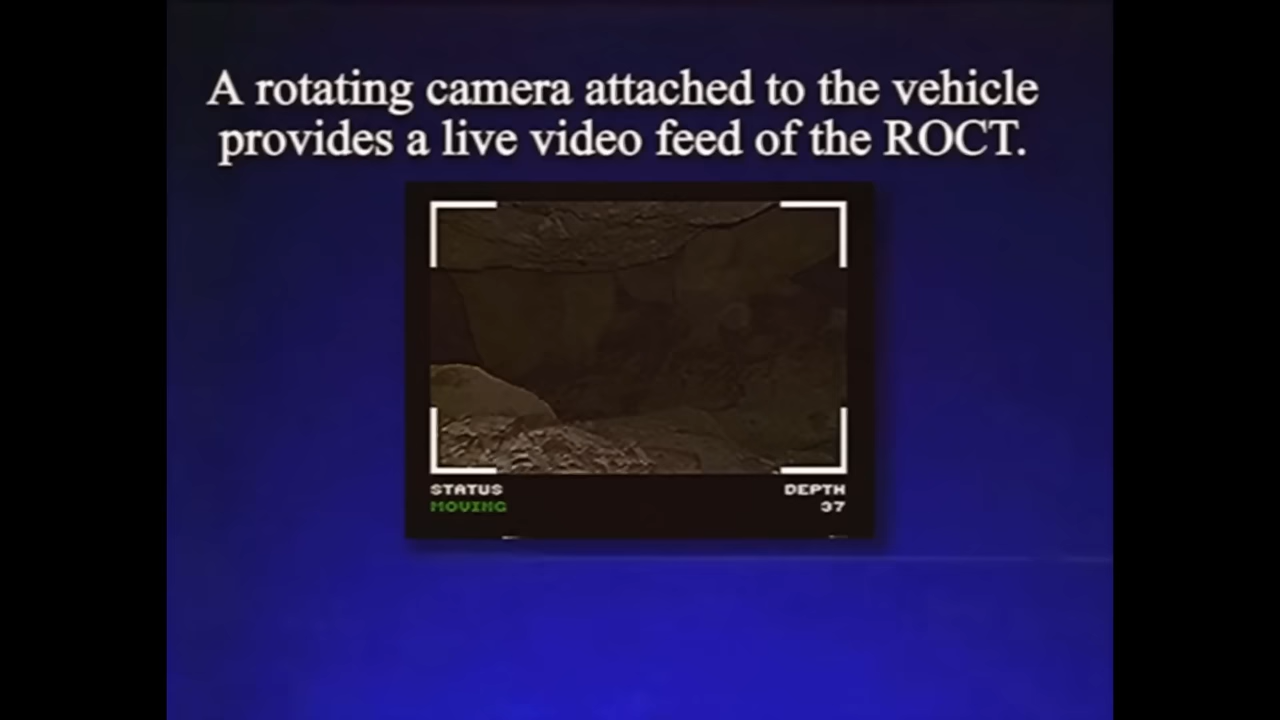 A rotating camera attached to the vehicle
provides a live video feed of the ROCT.
STATUS DEPTH
MOVING 37